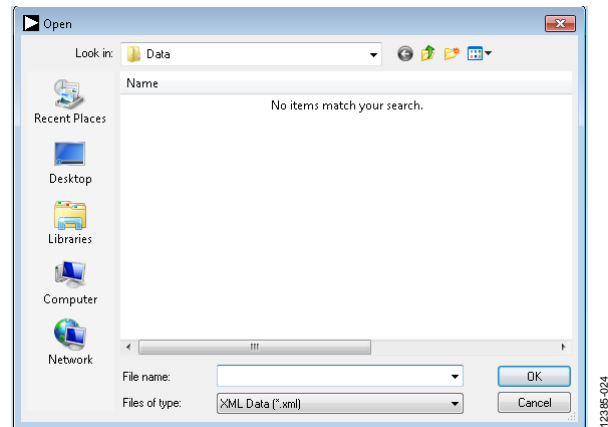 Open
Look in:
Data
Name
No items match your search.
Recent Places
Desktop
Libraries
Computer
Network
File name:
OK
Files of type:
XML Data (*.xml)
Cancel
12385-024